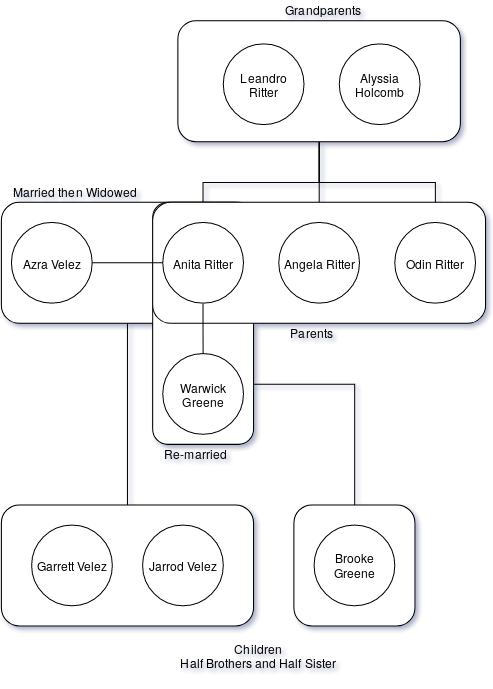 Grandparents
Leandro
Ritter
Alyssia
Holcomb
Married then Widowed
Azra Velez
Anita Ritter
Angela Ritter
Odin Ritter
Parents
Warwick
Greene
Re-married
Garrett Velez
Jarrod Velez
Brooke
Greene
Children
Half Brothers and Half Sister